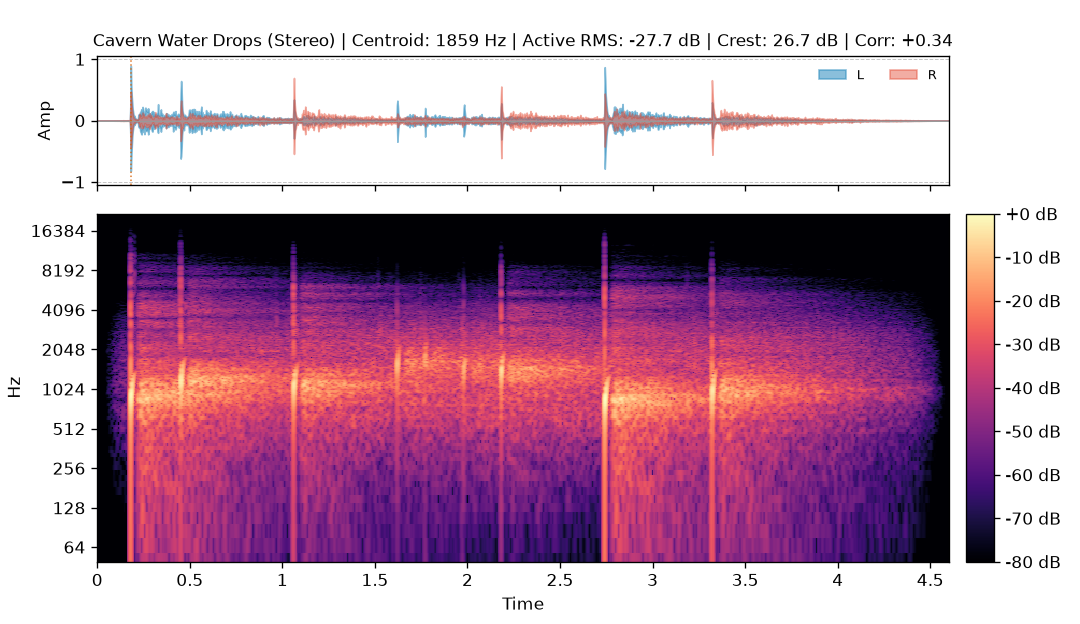 Cavern Water Drops (Stereo) | Centroid: 1859 Hz | Active RMS: -27.7 dB | Crest: 26.7 dB | Corr: +0.34
L R
Amp
1
0
−1
Hz
16384
8192
4096
2048
1024
512
256
128
64
0 0.5 1 1.5 2 2.5 3 3.5 4 4.5
Time
+0 dB
-10 dB
-20 dB
-30 dB
-40 dB
-50 dB
-60 dB
-70 dB
-80 dB